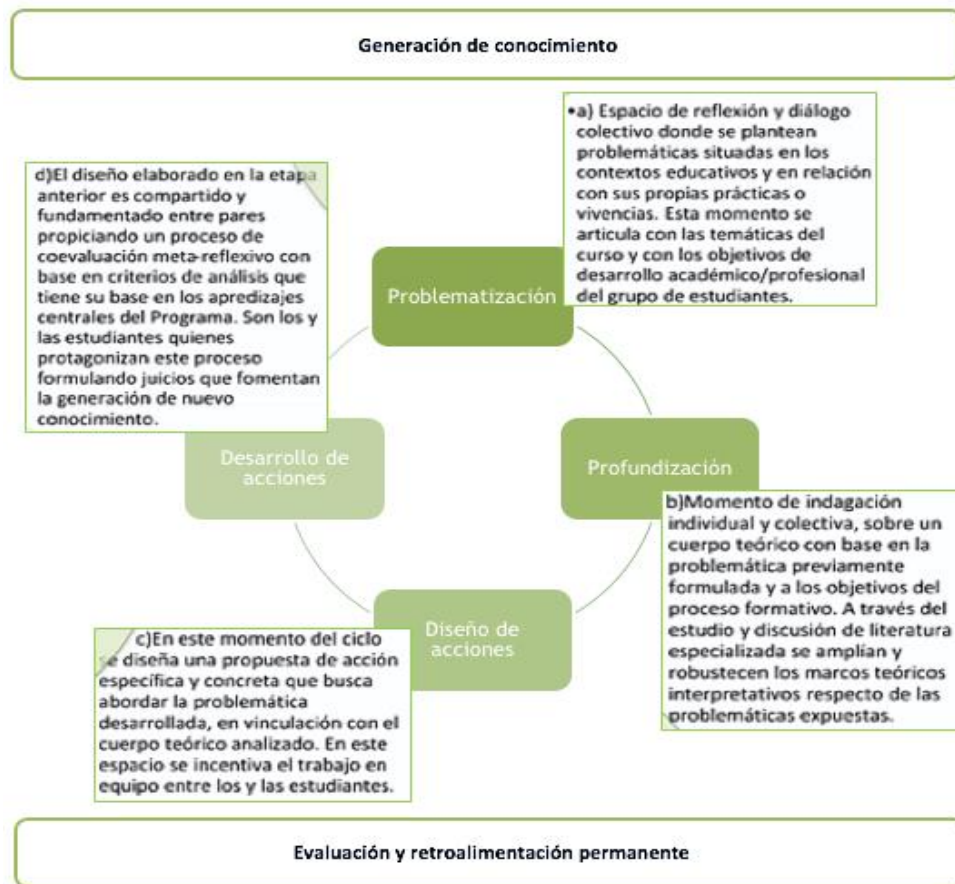 Generación de conocimiento
•a) Espacio de reflexión y diálogo
colectivo donde se plantean
problemáticas situadas en los
contextos educativos y en relación
con sus propias prácticas o
vivencias. Esta momento se
articula con las temáticas del
curso y con los objetivos de
desarrollo académico/profesional
del grupo de estudiantes.
d)El diseño elaborado en la etapa
anterior es compartido y
fundamentado entre pares
propiciando un proceso de
coevaluación meta-reflexivo con
base en criterios de análisis que
tiene su base en los apredizajes
centrales del Programa. Son los y
las estudiantes quienes
protagonizan este proceso
formulando juicios que fomentan
la generación de nuevo
conocimiento.
Problematización
Desarrollo de
acciones
Profundización
b)Momento de indagación
individual y colectiva, sobre un
cuerpo teórico con base en la
problemática previamente
formulada y a los objetivos del
proceso formativo. A través del
estudio y discusión de literatura
especializada se amplían y
robustecen los marcos teóricos
interpretativos respecto de las
problemáticas expuestas.
Diseño de
acciones
c)En este momento del ciclo
se diseña una propuesta de acción
específica y concreta que busca
abordar la problemática
desarrollada, en vinculación con el
cuerpo teórico analizado. En este
espacio se incentiva el trabajo en
equipo entre los y las estudiantes.
Evaluación y retroalimentación permanente